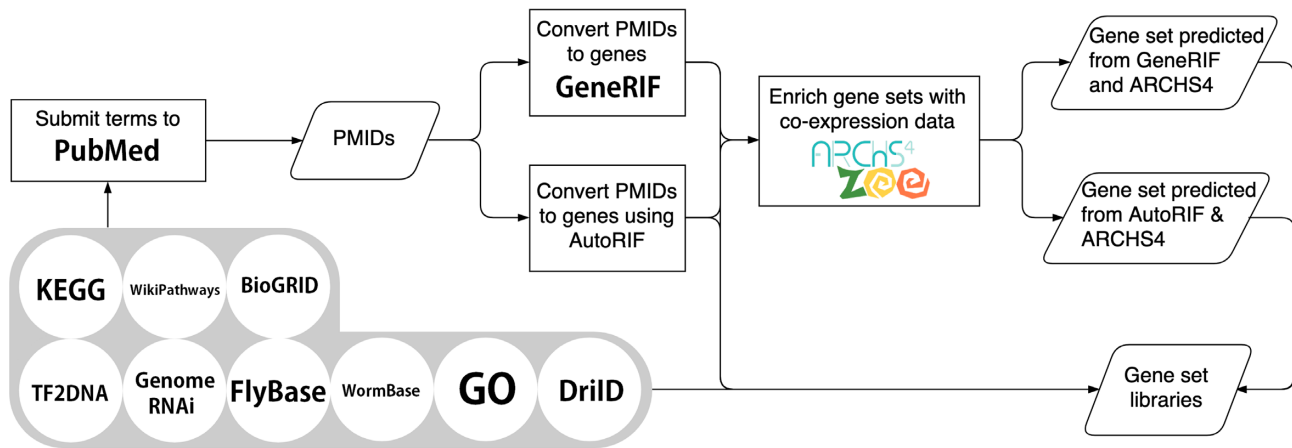 Submit terms to
PubMed
PMIDs
Convert PMIDs
to genes
GeneRIF
Convert PMIDs
to genes using
AutoRIF
Enrich gene sets with
co-expression data
ARCHS4
ZOO
Gene set predicted
from GeneRIF
and ARCHS4
Gene set predicted
from AutoRIF &
ARCHS4
KEGG
WikiPathways
BioGRID
TF2DNA
Genome
RNAi
FlyBase
WormBase
GO
DrilD
Gene set
libraries